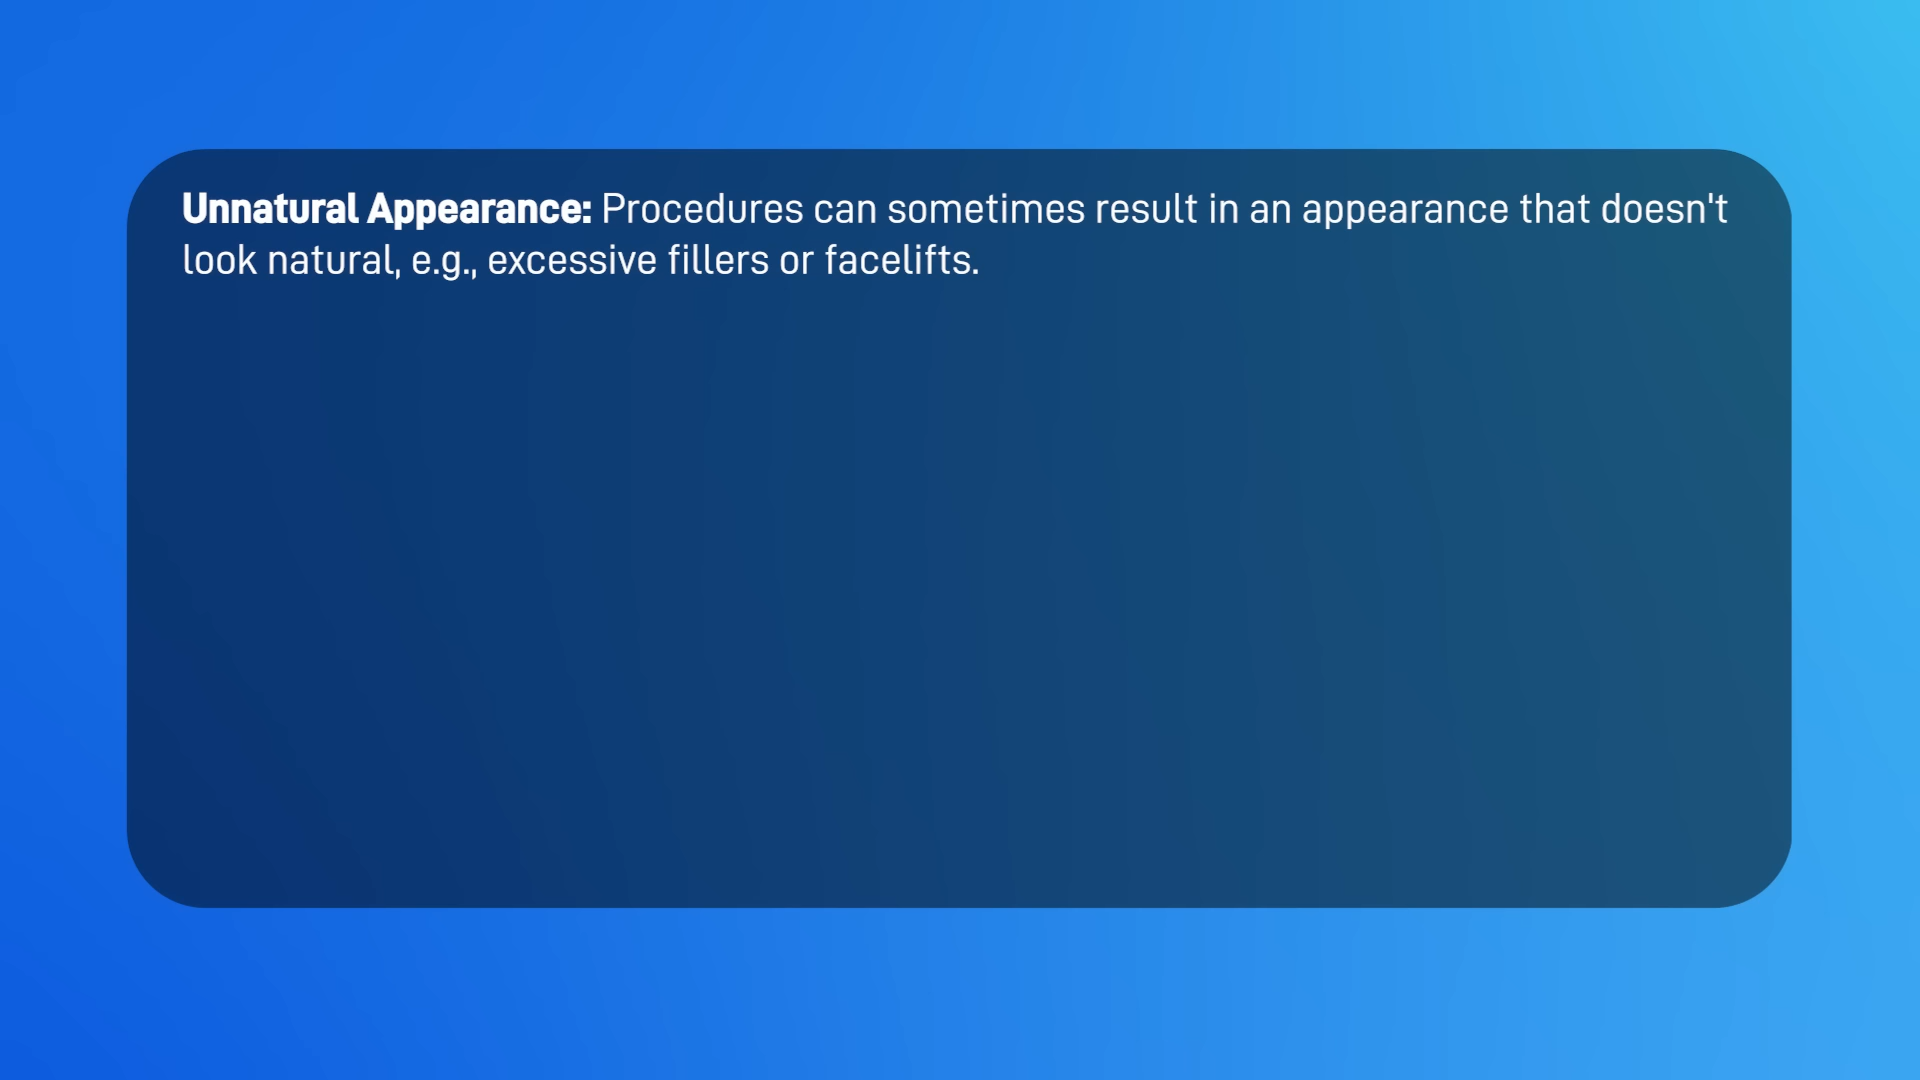 Unnatural Appearance: Procedures can sometimes result in an appearance that doesn't
look natural, e.g., excessive fillers or facelifts.